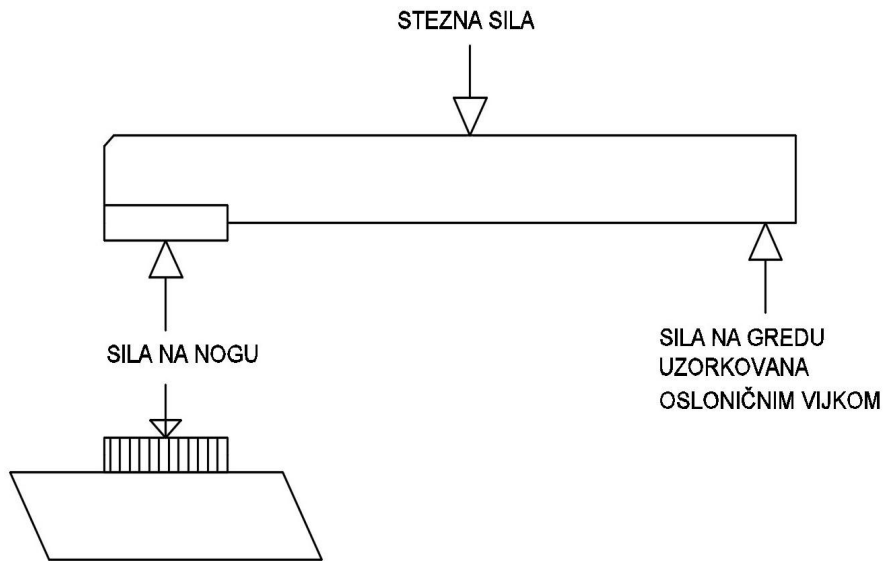 STEZNA SILA
SILA NA NOGU
SILA NA GREDU
UZORKOVANA
OSLONIČNIM VIJKOM